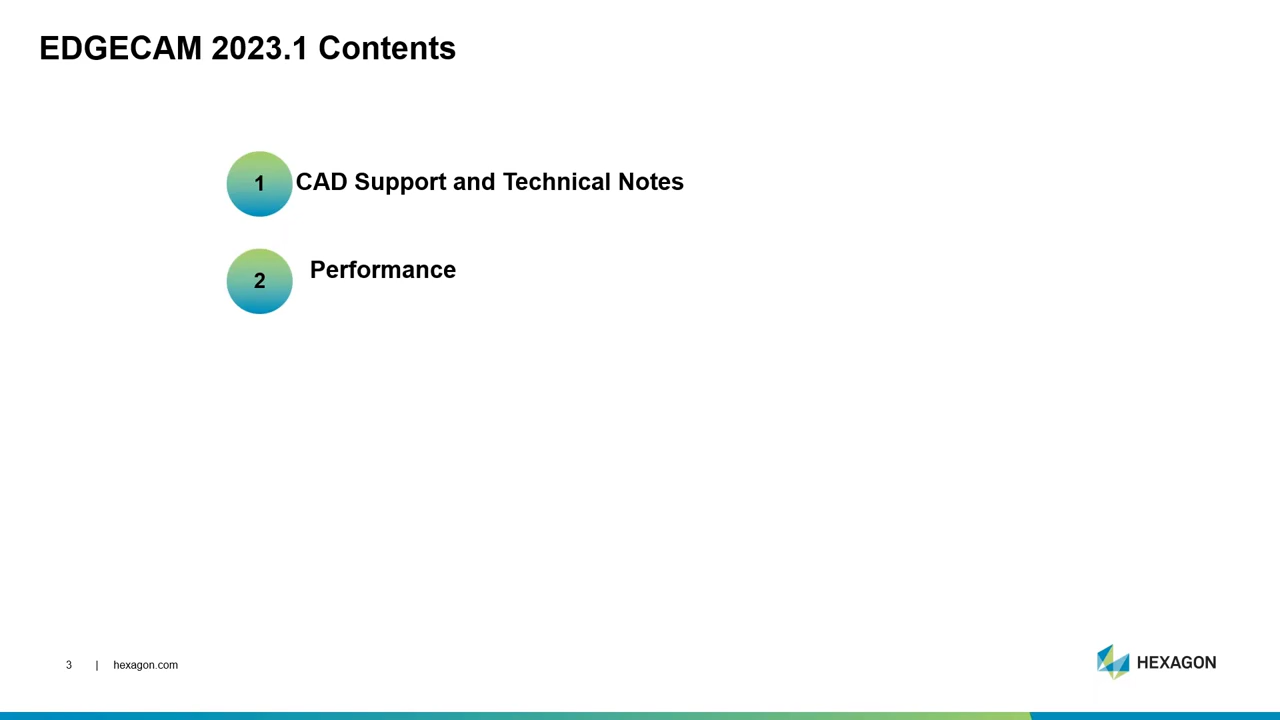 EDGECAM 2023.1 Contents
1 CAD Support and Technical Notes
2 Performance
3 | hexagon.com
HEXAGON